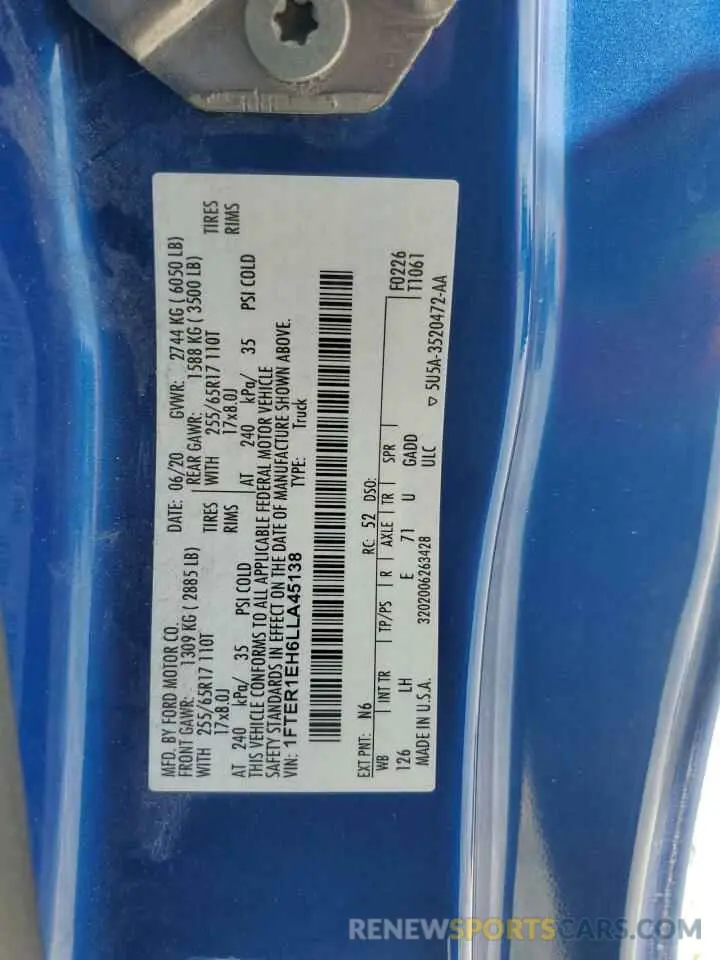 MFD. BY FORD MOTOR CO.
DATE: 06/20 GVWR: 2744 KG ( 6050 LB)
FRONT GAWR: 1309 KG ( 2885 LB) REAR GAWR: 1588 KG ( 3500 LB)
WITH 255/65R17 110T TIRES WITH 255/65R17 110T TIRES
17x8.0J RIMS 17x8.0J RIMS
AT 240 kPa/ 35 PSI COLD AT 240 kPa/ 35 PSI COLD
THIS VEHICLE CONFORMS TO ALL APPLICABLE FEDERAL MOTOR VEHICLE
SAFETY STANDARDS IN EFFECT ON THE DATE OF MANUFACTURE SHOWN ABOVE.
VIN: 1FTER1EH6LLA45138 TYPE: Truck
EXT PNT: N6 RC: 52 DSO:
WB INT TR TP/PS R AXLE TR SPR
F0226
T1061
126 LH E 71 U GADD
MADE IN U.S.A. 3202006263428 ULC
▽ 5U5A-3520472-AA
RENEWSPORTSCARS.COM